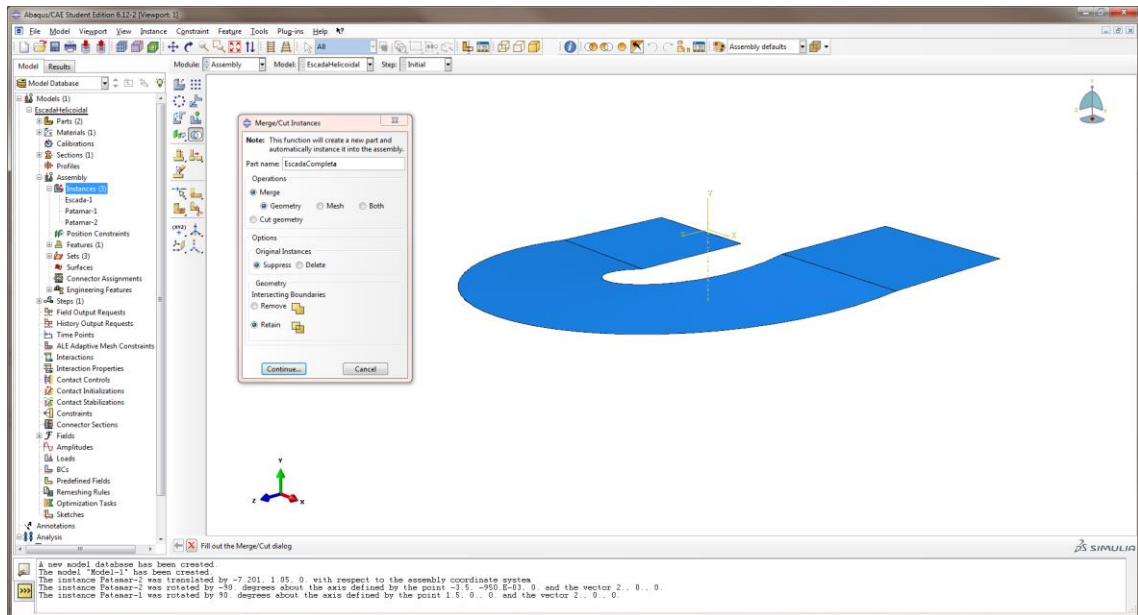 Abaqus/CAE Student Edition 6.12-2 [Viewport: 1]
File Model Viewport View Instance Constraint Feature Tools Plug-ins Help
All
Assembly defaults
Model Results
Module: Assembly Model: EscadaHelicoidal Step: Initial
Model Database
Models (1)
EscadaHelicoidal
Parts (2)
Materials (1)
Calibrations
Sections (1)
Profiles
Assembly
Instances (3)
Escada-1
Patamar-1
Patamar-2
Position Constraints
Features (1)
Sets (3)
Surfaces
Connector Assignments
Engineering Features
Steps (1)
Field Output Requests
History Output Requests
Time Points
ALE Adaptive Mesh Constraints
Interactions
Interaction Properties
Contact Controls
Contact Initializations
Contact Stabilizations
Constraints
Connector Sections
Fields
Amplitudes
Loads
BCs
Predefined Fields
Remeshing Rules
Optimization Tasks
Sketches
Annotations
Analysis
Merge/Cut Instances
Note: This function will create a new part and
automatically instance it into the assembly.
Part name: EscadaCompleta
Operations
Merge
Geometry Mesh Both
Cut geometry
Options
Original Instances
Suppress Delete
Geometry
Intersecting Boundaries
Remove
Retain
Continue... Cancel
Y
Z X
Y
Z X
Fill out the Merge/Cut dialog
SIMULIA
A new model database has been created.
The model "Model-1" has been created.
The instance Patamar-2 was translated by -7.201, 1.05, 0. with respect to the assembly coordinate system
The instance Patamar-2 was rotated by -90. degrees about the axis defined by the point -3.5, -950.E-03, 0. and the vector 2., 0., 0.
The instance Patamar-1 was rotated by 90. degrees about the axis defined by the point 1.5, 0., 0. and the vector 2., 0., 0.